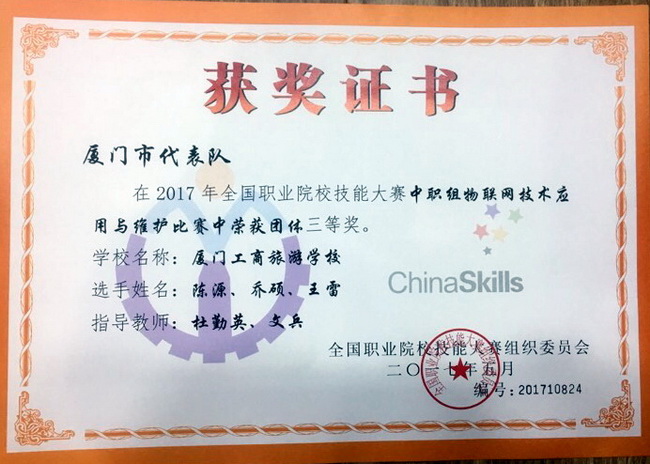 获奖证书
厦门市代表队
在2017年全国职业院校技能大赛中职组物联网技术应
用与维护比赛中荣获团体三等奖。
学校名称：厦门工商旅游学校
选手姓名：陈源、乔硕、王雷
指导教师：杜勤英、文兵
ChinaSkills
全国职业院校技能大赛组织委员会
二〇一七年五月
编号：201710824